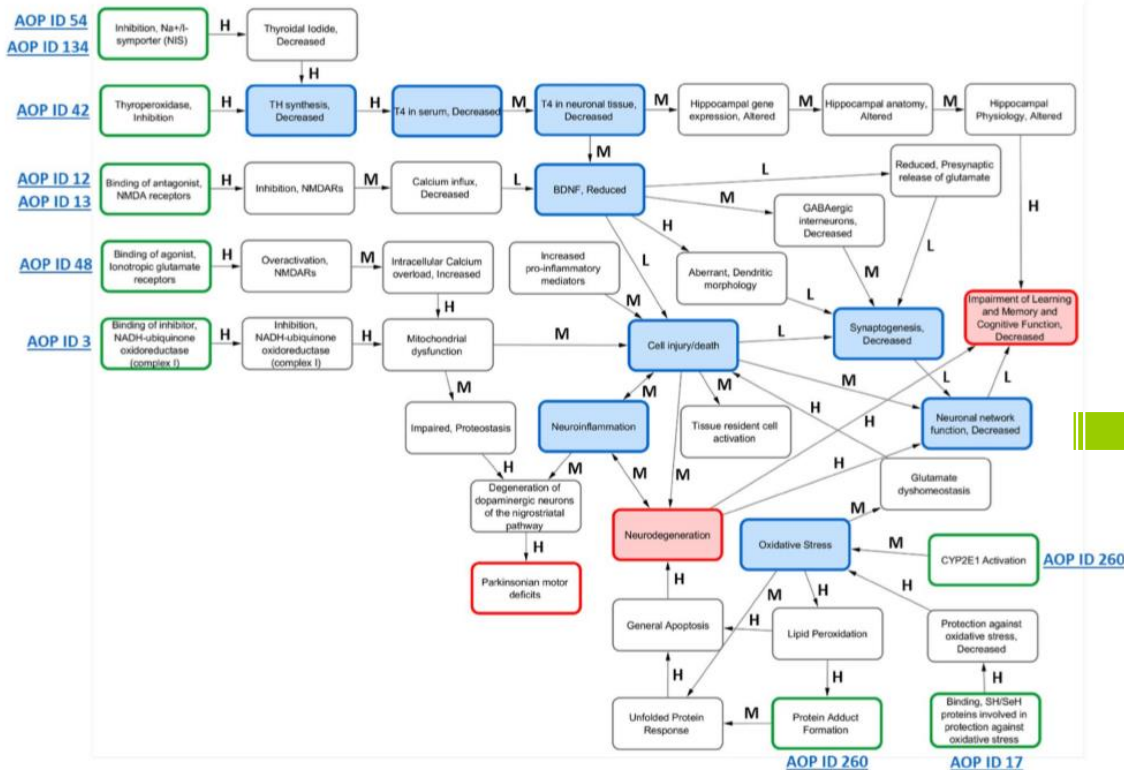 AOP ID 54
AOP ID 134
Inhibition, Na+/I-
symporter (NIS)
H
Thyroidal Iodide,
Decreased
H
AOP ID 42
Thyroperoxidase,
Inhibition
H
TH synthesis,
Decreased
H
T4 in serum, Decreased
M
T4 in neuronal tissue,
Decreased
M
Hippocampal gene
expression, Altered
M
Hippocampal anatomy,
Altered
M
Hippocampal
Physiology, Altered
M
H
AOP ID 12
AOP ID 13
Binding of antagonist,
NMDA receptors
H
Inhibition, NMDARs
M
Calcium influx,
Decreased
L
BDNF, Reduced
L
Reduced, Presynaptic
release of glutamate
M
GABAergic
interneurons,
Decreased
H
L
M
L
AOP ID 48
Binding of agonist,
Ionotropic glutamate
receptors
H
Overactivation,
NMDARs
M
Intracellular Calcium
overload, Increased
H
Increased
pro-inflammatory
mediators
M
Aberrant, Dendritic
morphology
L
AOP ID 3
Binding of inhibitor,
NADH-ubiquinone
oxidoreductase
(complex I)
H
Inhibition,
NADH-ubiquinone
oxidoreductase
(complex I)
H
Mitochondrial
dysfunction
M
Cell injury/death
L
Synaptogenesis,
Decreased
Impairment of Learning
and Memory and
Cognitive Function,
Decreased
M
M
M
M
M
H
L
L
Impaired, Proteostasis
H
Neuroinflammation
M
M
Tissue resident cell
activation
H
H
Neuronal network
function, Decreased
Degeneration of
dopaminergic neurons
of the nigrostriatal
pathway
H
Glutamate
dyshomeostasis
M
Neurodegeneration
Oxidative Stress
M
CYP2E1 Activation
AOP ID 260
Parkinsonian motor
deficits
H
M
H
H
General Apoptosis
H
Lipid Peroxidation
Protection against
oxidative stress,
Decreased
H
H
H
Unfolded Protein
Response
M
Protein Adduct
Formation
Binding, SH/SeH
proteins involved in
protection against
oxidative stress
AOP ID 260
AOP ID 17